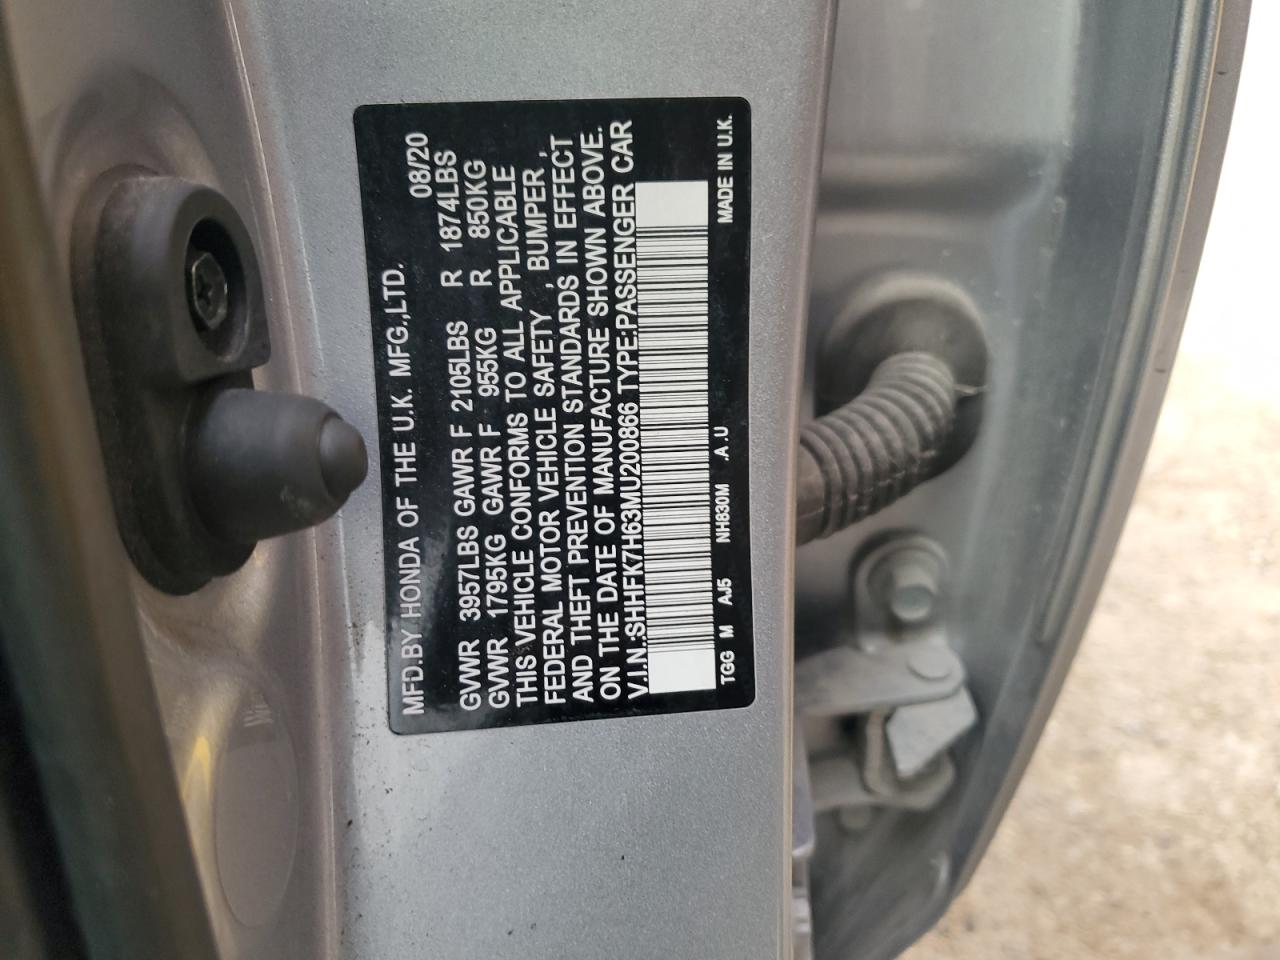 MFD.BY HONDA OF THE U.K. MFG.,LTD.
08/20
GVWR 3957LBS GAWR F 2105LBS R 1874LBS
GVWR 1795KG GAWR F 955KG R 850KG
THIS VEHICLE CONFORMS TO ALL APPLICABLE
FEDERAL MOTOR VEHICLE SAFETY , BUMPER ,
AND THEFT PREVENTION STANDARDS IN EFFECT
ON THE DATE OF MANUFACTURE SHOWN ABOVE.
V.I.N.:SHHFK7H63MU200866 TYPE:PASSENGER CAR
TGG M AJ5 NH830M .A.U MADE IN U.K.